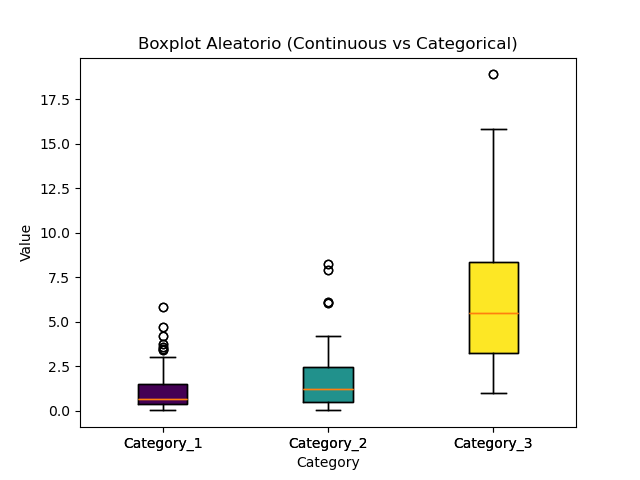 Boxplot Aleatorio (Continuous vs Categorical)
17.5
15.0
12.5
10.0
7.5
5.0
2.5
0.0
Value
Category_1 Category_2 Category_3
Category